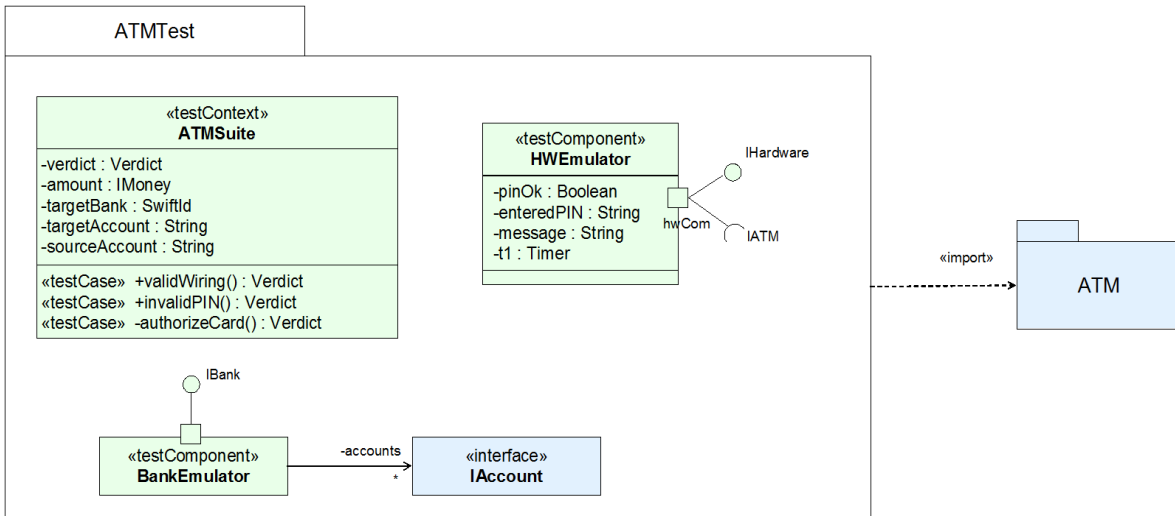 ATMTest
«testContext»
ATMSuite
-verdict : Verdict
-amount : IMoney
-targetBank : SwiftId
-targetAccount : String
-sourceAccount : String
«testCase» +validWiring() : Verdict
«testCase» +invalidPIN() : Verdict
«testCase» -authorizeCard() : Verdict
«testComponent»
HWEmulator
-pinOk : Boolean
-enteredPIN : String
-message : String
-t1 : Timer
hwCom
IHardware
IATM
«import»
ATM
IBank
«testComponent»
BankEmulator
-accounts
*
«interface»
IAccount